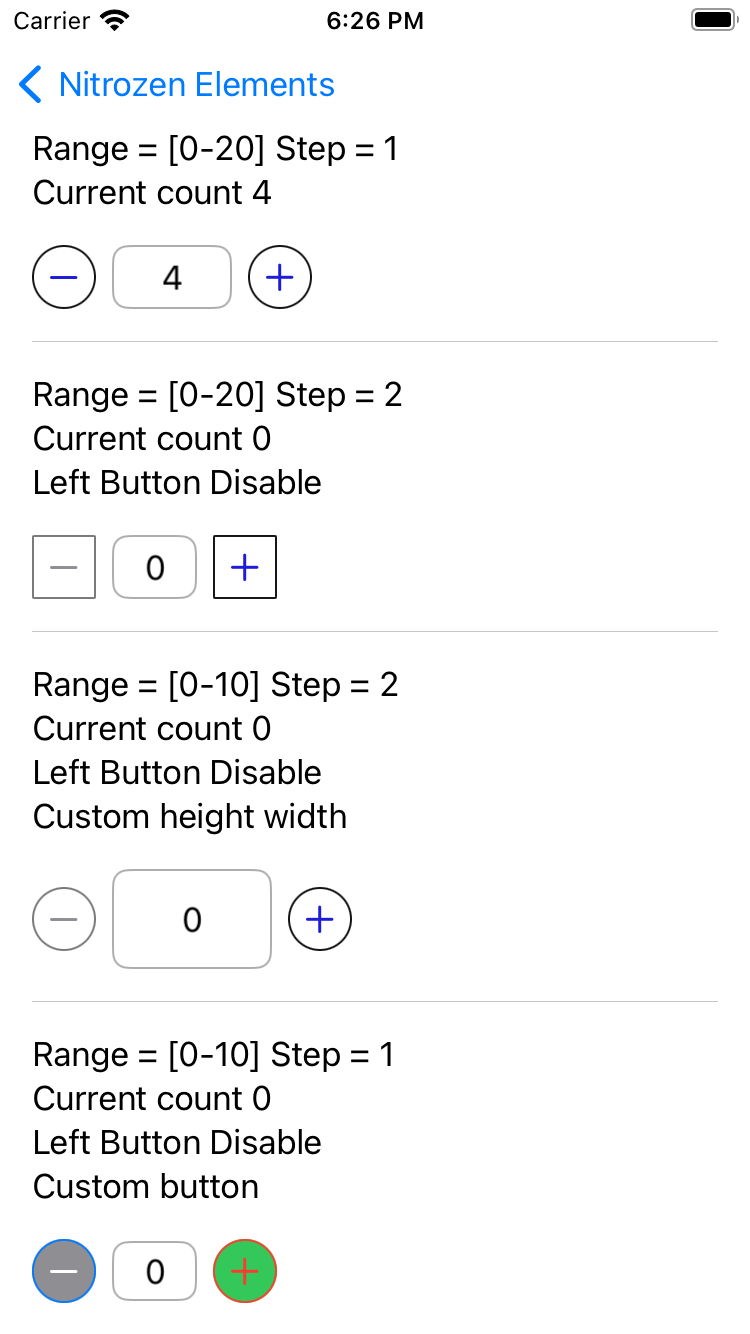 Carrier 6:26 PM
Nitrozen Elements
Range = [0-20] Step = 1
Current count 4
4
Range = [0-20] Step = 2
Current count 0
Left Button Disable
0
Range = [0-10] Step = 2
Current count 0
Left Button Disable
Custom height width
0
Range = [0-10] Step = 1
Current count 0
Left Button Disable
Custom button
0